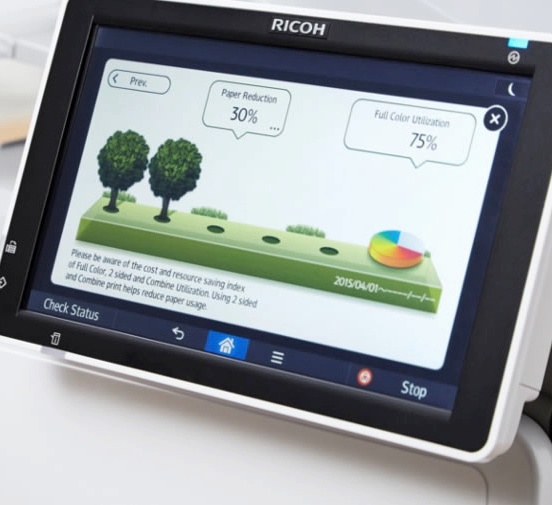 RICOH
Prev.
Paper Reduction
30%
...
Full Color Utilization
75%
Please be aware of the cost and resource saving index
of Full Color, 2 sided and Combine Utilization. Using 2 sided
and Combine print helps reduce paper usage.
2015/04/01~--/--/--
Check Status
Stop